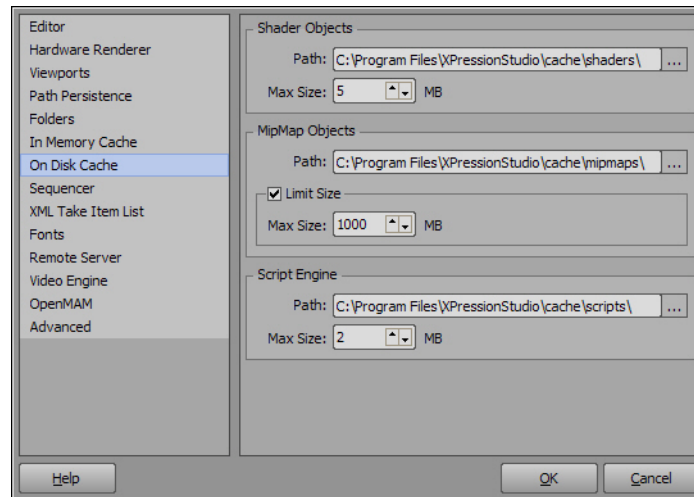 Editor
Hardware Renderer
Viewports
Path Persistence
Folders
In Memory Cache
On Disk Cache
Sequencer
XML Take Item List
Fonts
Remote Server
Video Engine
OpenMAM
Advanced
Shader Objects
Path: C:\Program Files\XPressionStudio\cache\shaders\ ...
Max Size: 5 MB
MipMap Objects
Path: C:\Program Files\XPressionStudio\cache\mipmaps\ ...
Limit Size
Max Size: 1000 MB
Script Engine
Path: C:\Program Files\XPressionStudio\cache\scripts\ ...
Max Size: 2 MB
Help OK Cancel